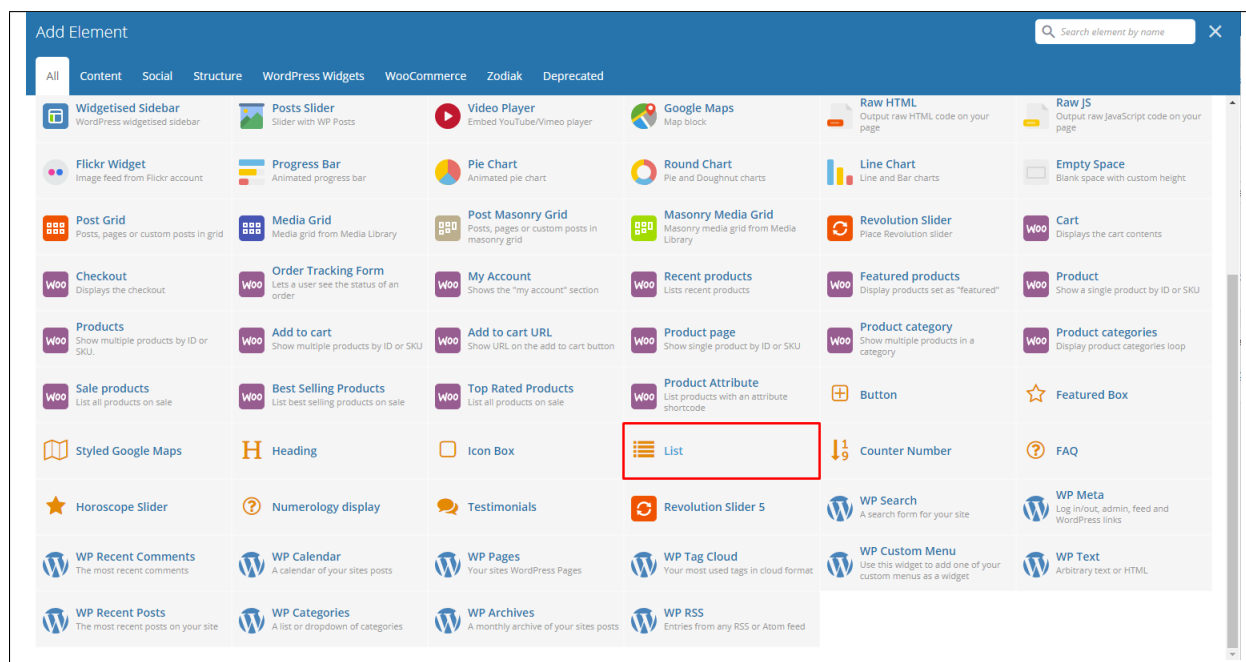 Add Element
Search element by name
All Content Social Structure WordPress Widgets WooCommerce Zodiak Deprecated
Widgetised Sidebar
WordPress widgetised sidebar
Posts Slider
Slider with WP Posts
Video Player
Embed YouTube/Vimeo player
Google Maps
Map block
Raw HTML
Output raw HTML code on your
page
Raw JS
Output raw JavaScript code on your
page
Flickr Widget
Image feed from Flickr account
Progress Bar
Animated progress bar
Pie Chart
Animated pie chart
Round Chart
Pie and Doughnut charts
Line Chart
Line and Bar charts
Empty Space
Blank space with custom height
Post Grid
Posts, pages or custom posts in grid
Media Grid
Media grid from Media Library
Post Masonry Grid
Posts, pages or custom posts in
masonry grid
Masonry Media Grid
Masonry media grid from Media
Library
Revolution Slider
Place Revolution slider
WOO
Cart
Displays the cart contents
WOO
Checkout
Displays the checkout
WOO
Order Tracking Form
Lets a user see the status of an
order
WOO
My Account
Shows the "my account" section
WOO
Recent products
Lists recent products
WOO
Featured products
Display products set as "featured"
WOO
Product
Show a single product by ID or SKU
WOO
Products
Show multiple products by ID or
SKU.
WOO
Add to cart
Show multiple products by ID or SKU
WOO
Add to cart URL
Show URL on the add to cart button
WOO
Product page
Show single product by ID or SKU
WOO
Product category
Show multiple products in a
category
WOO
Product categories
Display product categories loop
WOO
Sale products
List all products on sale
WOO
Best Selling Products
List best selling products on sale
WOO
Top Rated Products
List all products on sale
WOO
Product Attribute
List products with an attribute
shortcode
Button
Featured Box
Styled Google Maps
H Heading
Icon Box
List
1
9
Counter Number
? FAQ
Horoscope Slider
? Numerology display
Testimonials
Revolution Slider 5
WP Search
A search form for your site
WP Meta
Log in/out, admin, feed and
WordPress links
WP Recent Comments
The most recent comments
WP Calendar
A calendar of your sites posts
WP Pages
Your sites WordPress Pages
WP Tag Cloud
Your most used tags in cloud format
WP Custom Menu
Use this widget to add one of your
custom menus as a widget
WP Text
Arbitrary text or HTML
WP Recent Posts
The most recent posts on your site
WP Categories
A list or dropdown of categories
WP Archives
A monthly archive of your sites posts
WP RSS
Entries from any RSS or Atom feed